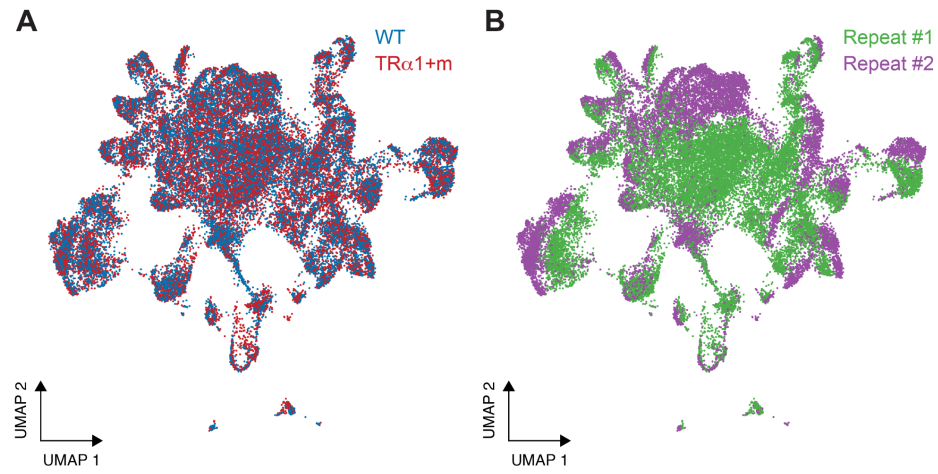 A
WT
TRα1+m
UMAP 2
UMAP 1
B
Repeat #1
Repeat #2
UMAP 2
UMAP 1